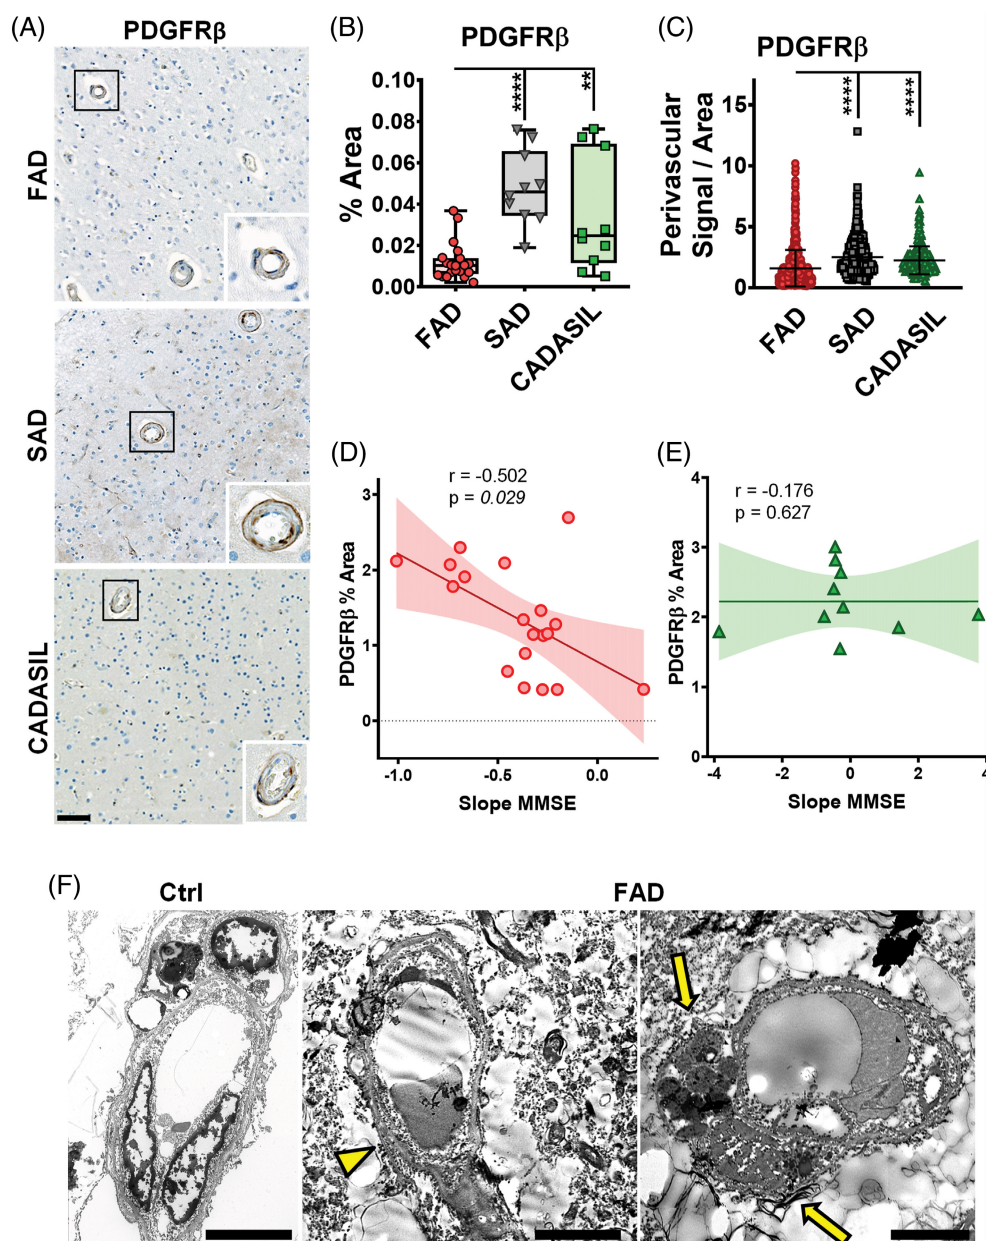 (A)
PDGFRβ
FAD
SAD
CADASIL
(B)
PDGFRβ
****
**
% Area
0.10
0.08
0.06
0.04
0.02
0.00
FAD
SAD
CADASIL
(C)
PDGFRβ
****
****
Perivascular
Signal / Area
15
10
5
0
FAD
SAD
CADASIL
(D)
r = -0.502
p = 0.029
PDGFRβ % Area
3
2
1
0
-1.0
-0.5
0.0
Slope MMSE
(E)
r = -0.176
p = 0.627
PDGFRβ % Area
4
3
2
1
0
-4
-2
0
2
4
Slope MMSE
(F)
Ctrl
FAD